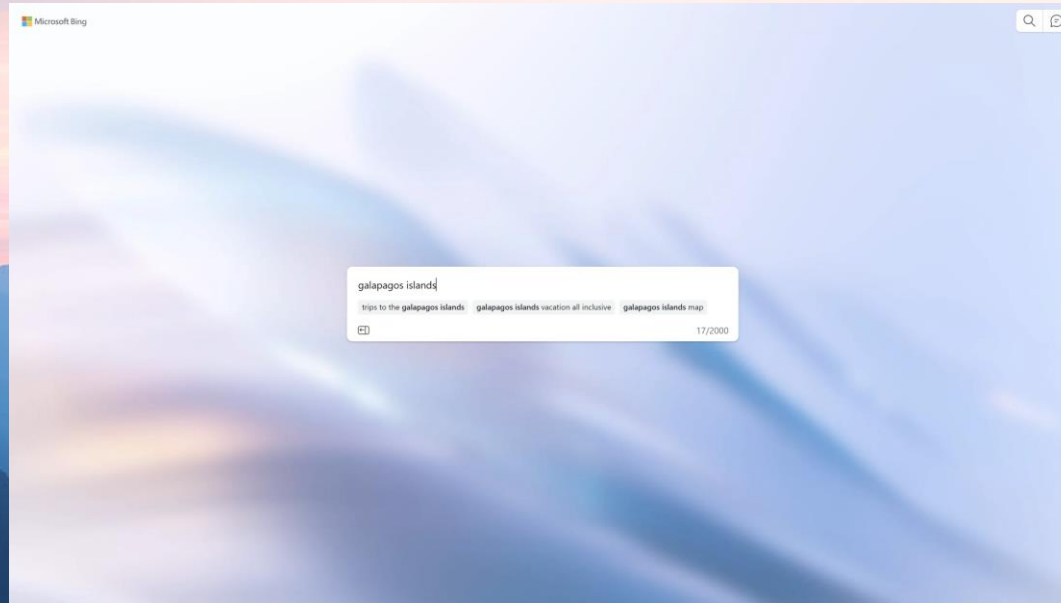 Microsoft Bing
galapagos islands
trips to the galapagos islands galapagos islands vacation all inclusive galapagos islands map
17/2000